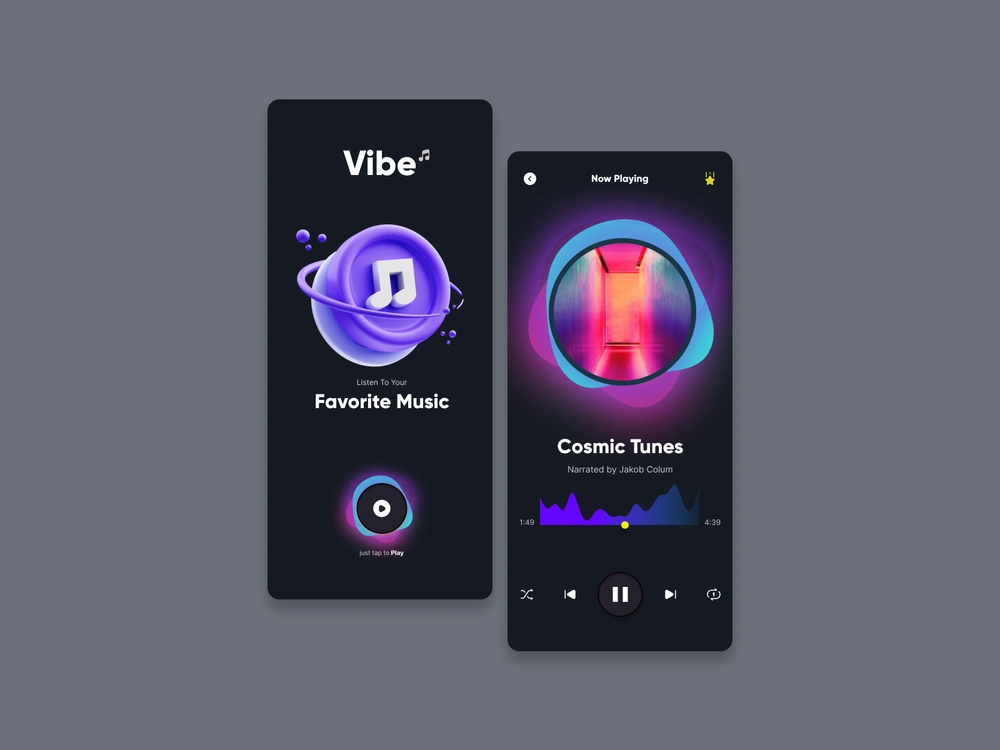 Vibe
Listen To Your
Favorite Music
just tap to Play
Now Playing
Cosmic Tunes
Narrated by Jakob Colum
1:49
4:39
1